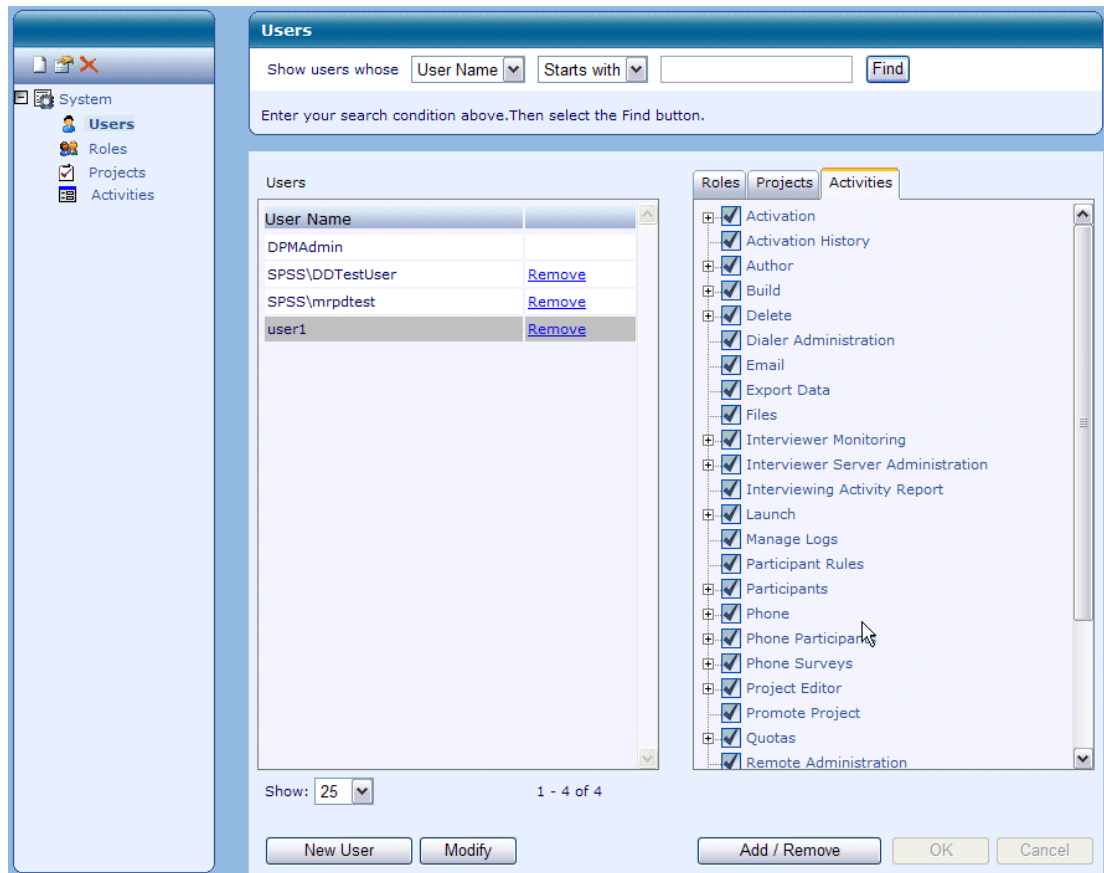 Users
Show users whose User Name Starts with Find
Enter your search condition above.Then select the Find button.
System
Users
Roles
Projects
Activities
Users
User Name
DPMAdmin
SPSS\DDTestUser Remove
SPSS\mrpdtest Remove
user1 Remove
Show: 25 1 - 4 of 4
New User Modify
Roles Projects Activities
Activation
Activation History
Author
Build
Delete
Dialer Administration
Email
Export Data
Files
Interviewer Monitoring
Interviewer Server Administration
Interviewing Activity Report
Launch
Manage Logs
Participant Rules
Participants
Phone
Phone Participants
Phone Surveys
Project Editor
Promote Project
Quotas
Remote Administration
Add / Remove OK Cancel